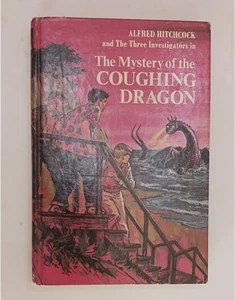 ALFRED HITCHCOCK
and The Three Investigators in
The Mystery of the
COUGHING
DRAGON